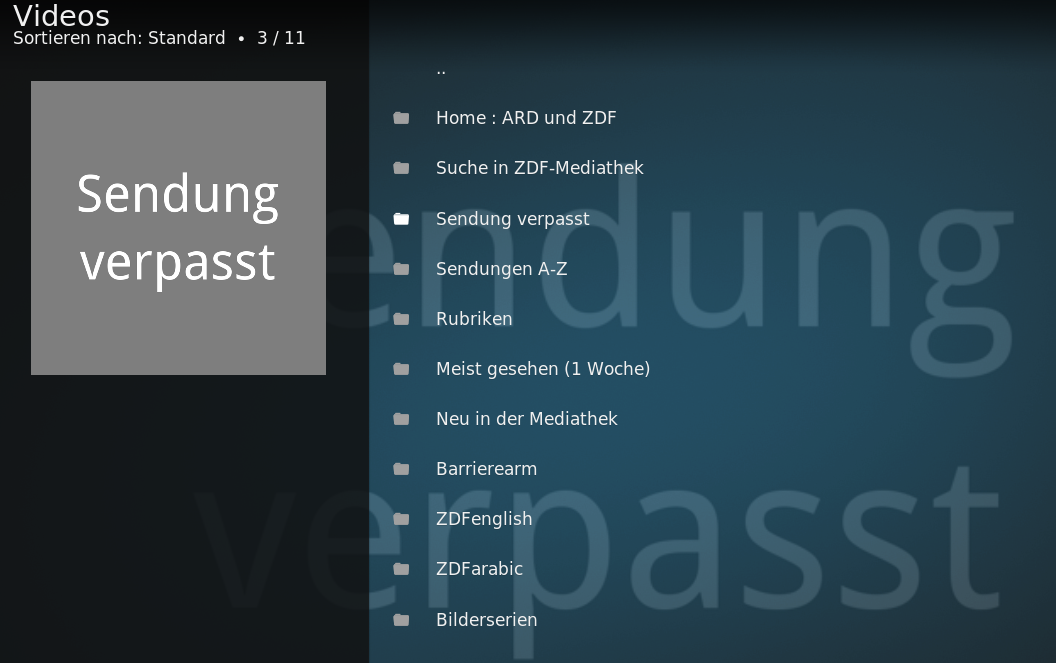 Videos
Sortieren nach: Standard • 3 / 11
Sendung
verpasst
..
Home : ARD und ZDF
Suche in ZDF-Mediathek
Sendung verpasst
Sendungen A-Z
Rubriken
Meist gesehen (1 Woche)
Neu in der Mediathek
Barrierearm
ZDFenglish
ZDFarabic
Bilderserien
endung
verpasst